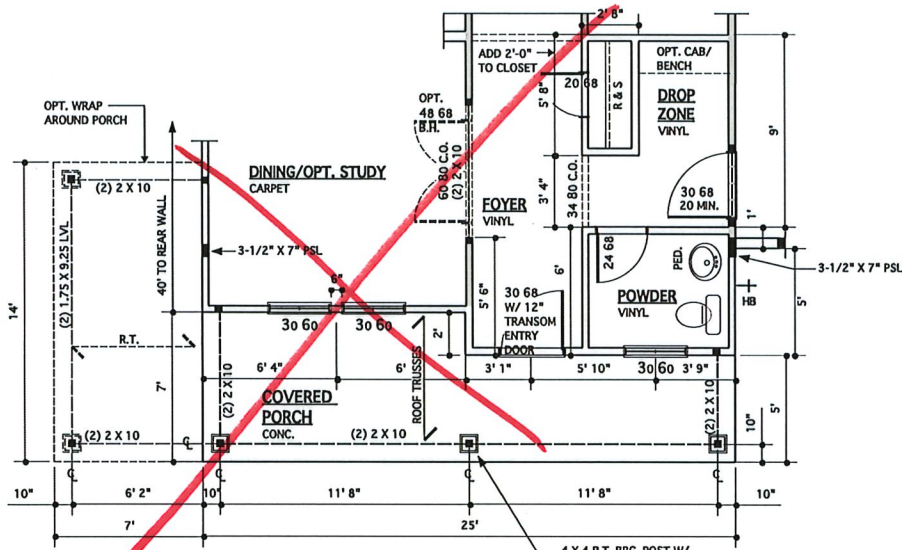 2' 8"
ADD 2'-0"
TO CLOSET
OPT. CAB/
BENCH
20 68
5' 8"
R & S
DROP
ZONE
VINYL
9'
OPT.
48 68
B.H.
OPT. WRAP
AROUND PORCH
(2) 2 X 10
DINING/OPT. STUDY
CARPET
60 80 C.O.
(2) 2 X 10
FOYER
VINYL
3' 4"
34 80 C.O.
30 68
20 MIN.
1'
40' TO REAR WALL
(2) 1.75 X 9.25 LVL
14'
3-1/2" X 7" PSL
6"
5' 6"
6'
24 68
PED.
3-1/2" X 7" PSL
HB
5'
30 68
W/ 12"
TRANSOM
ENTRY
DOOR
POWDER
VINYL
30 60
30 60
2'
R.T.
7'
6' 4"
6'
3' 1"
5' 10"
30 60
3' 9"
(2) 2 X 10
COVERED
PORCH
CONC.
ROOF TRUSSES
(2) 2 X 10
10"
5'
(2) 2 X 10
(2) 2 X 10
10"
6' 2"
10"
11' 8"
11' 8"
10"
7'
25'
4 X 4 P.T. BRG. POST W/